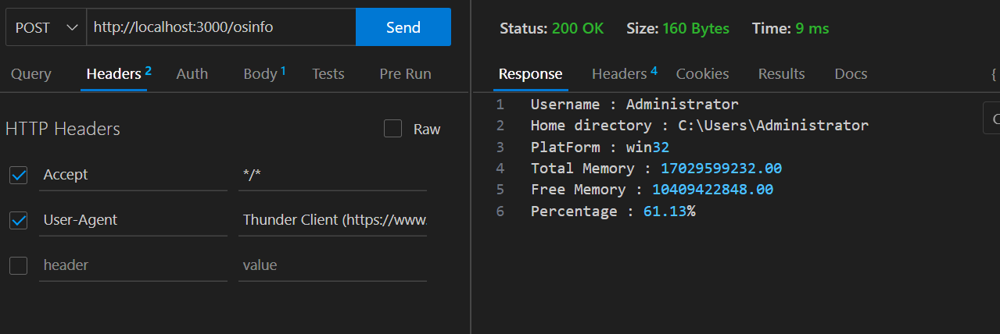 POST http://localhost:3000/osinfo Send
Query Headers 2 Auth Body 1 Tests Pre Run
HTTP Headers Raw
Accept */*
User-Agent Thunder Client (https://www.
header value
Status: 200 OK Size: 160 Bytes Time: 9 ms
Response Headers 4 Cookies Results Docs {
1 Username : Administrator
2 Home directory : C:\Users\Administrator
3 PlatForm : win32
4 Total Memory : 17029599232.00
5 Free Memory : 10409422848.00
6 Percentage : 61.13%